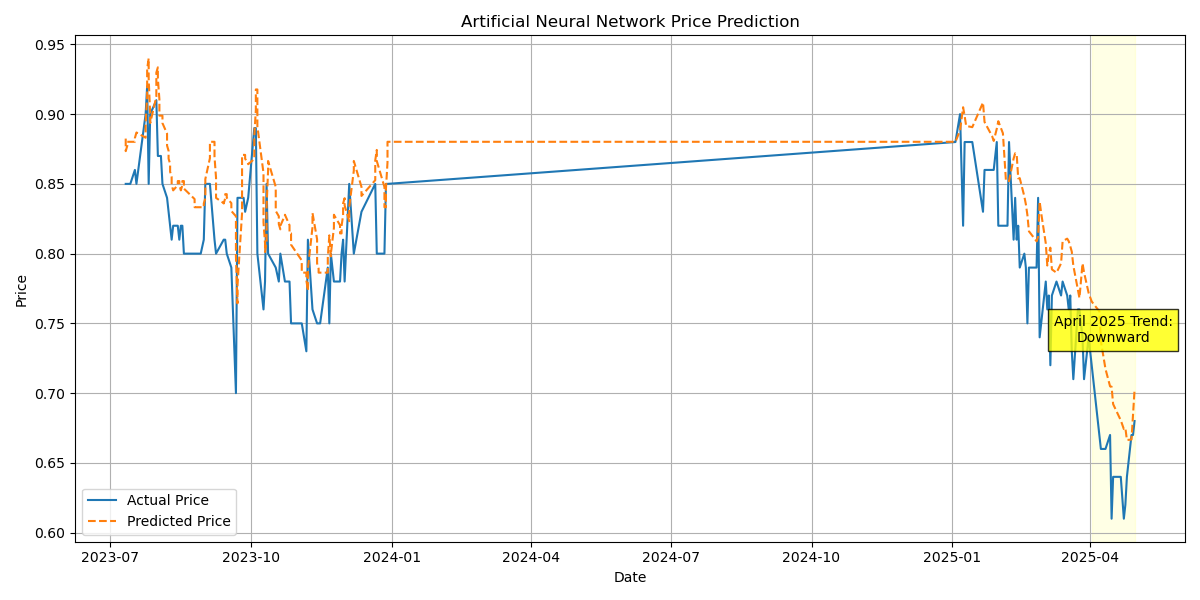 Artificial Neural Network Price Prediction
Price
0.95
0.90
0.85
0.80
0.75
0.70
0.65
0.60
April 2025 Trend:
Downward
Actual Price
Predicted Price
2023-07
2023-10
2024-01
2024-04
2024-07
2024-10
2025-01
2025-04
Date